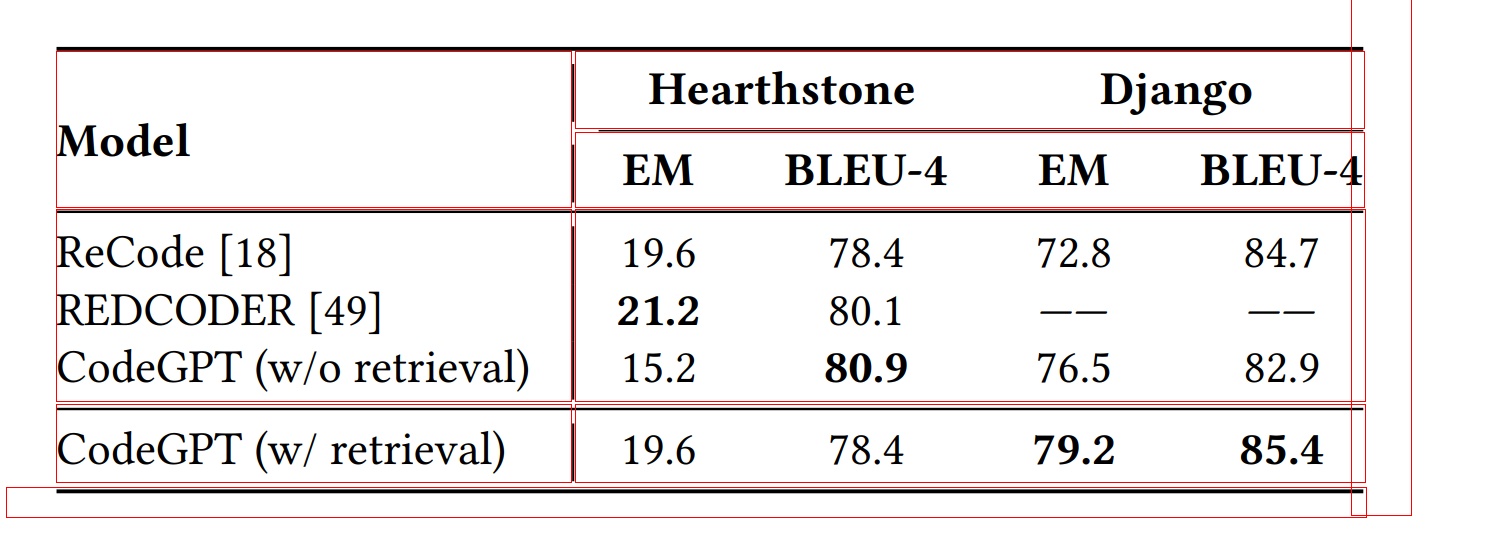 Hearthstone Django
Model
EM BLEU-4 EM BLEU-4
ReCode [18] 19.6 78.4 72.8 84.7
REDCODER [49] 21.2 80.1 —— ——
CodeGPT (w/o retrieval) 15.2 80.9 76.5 82.9
CodeGPT (w/ retrieval) 19.6 78.4 79.2 85.4